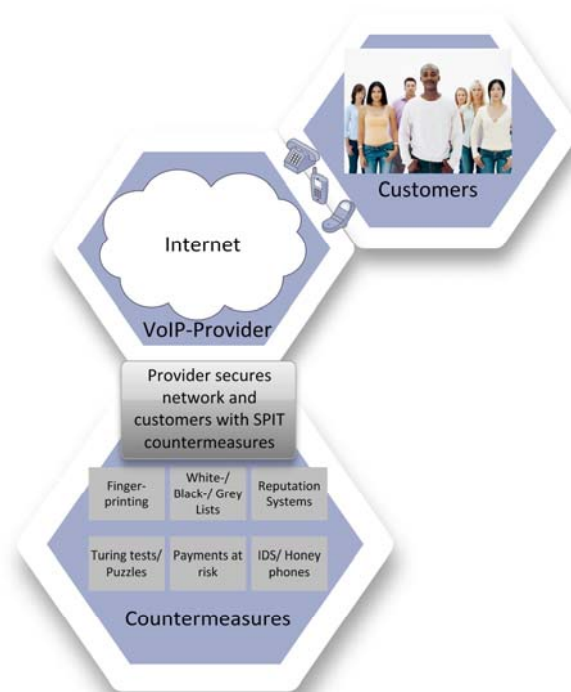 Customers
Internet
VoIP-Provider
Provider secures
network and
customers with SPIT
countermeasures
Finger-
printing
White-/
Black-/ Grey
Lists
Reputation
Systems
Turing tests/
Puzzles
Payments at
risk
IDS/ Honey
phones
Countermeasures